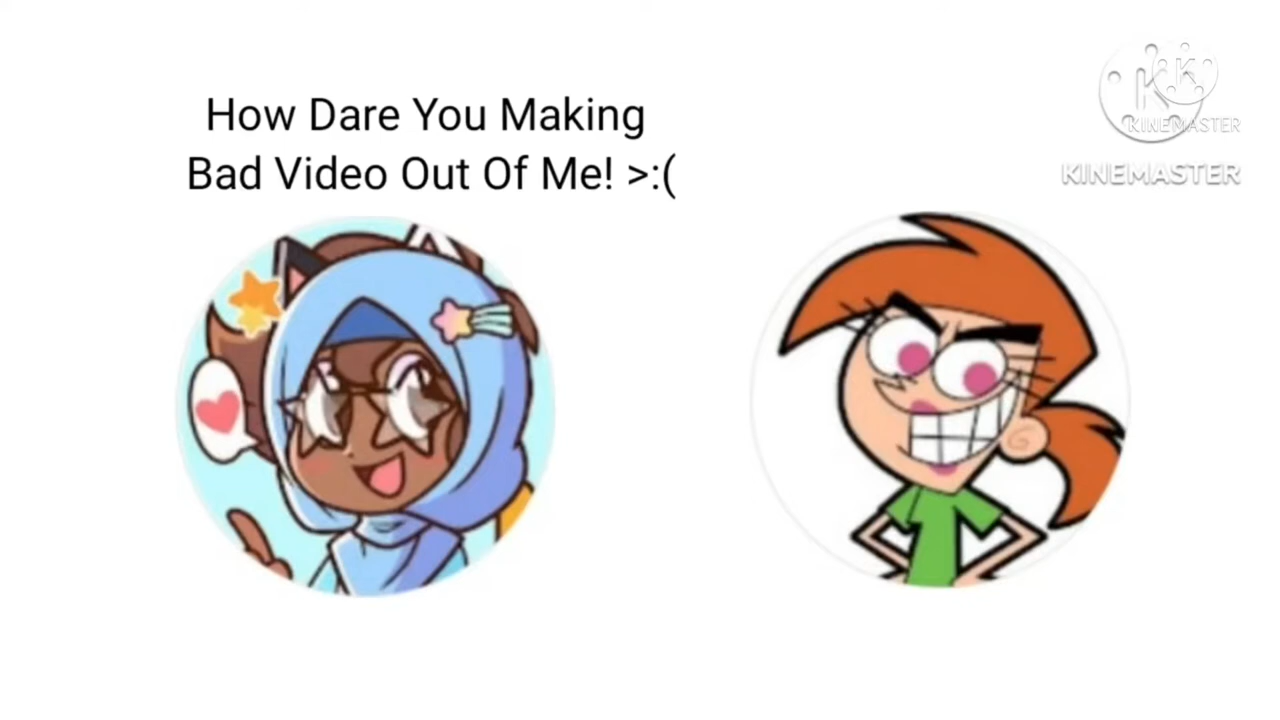 How Dare You Making
Bad Video Out Of Me! >:(
K
K
KINEMASTER
KINEMASTER